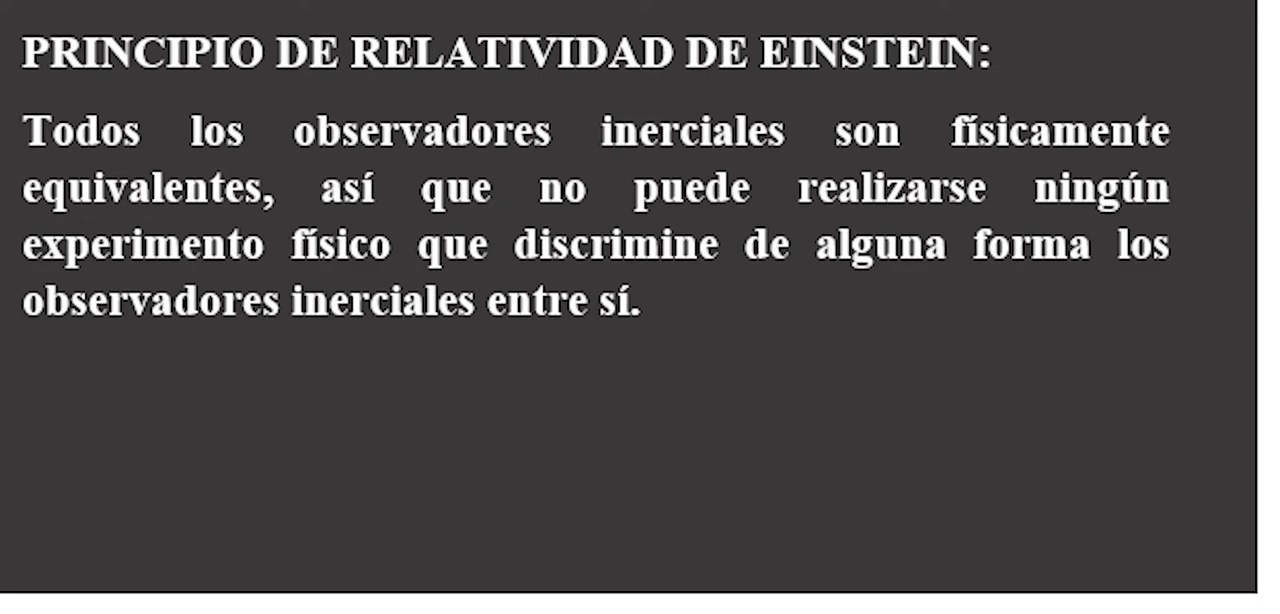 PRINCIPIO DE RELATIVIDAD DE EINSTEIN:
Todos los observadores inerciales son físicamente
equivalentes, así que no puede realizarse ningún
experimento físico que discrimine de alguna forma los
observadores inerciales entre sí.